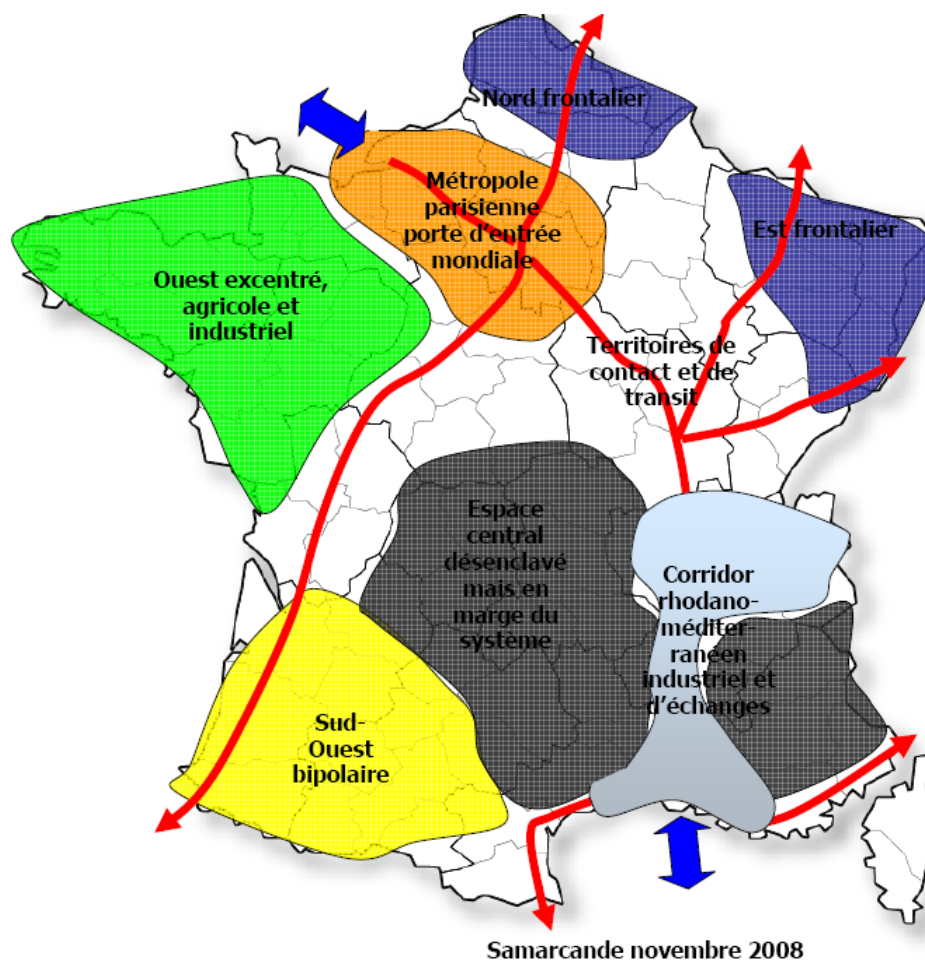 Nord frontalier
Métropole
parisienne
porte d'entrée
mondiale
Est frontalier
Ouest excentré,
agricole et
industriel
Territoires de
contact et de
transit
Espace
central
désenclavé
mais en
marge du
système
Corridor
rhodano-
méditer-
ranéen
industriel et
d'échanges
Sud-
Ouest
bipolaire
Samarcande novembre 2008